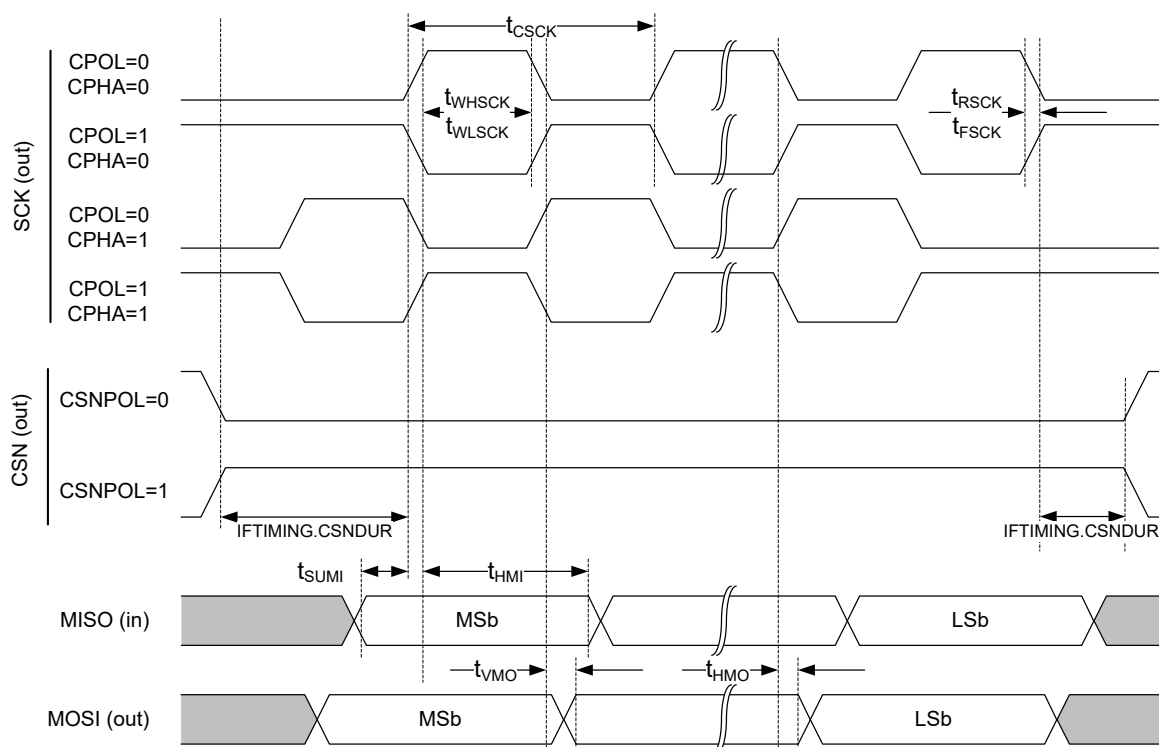 tCSCK
SCK (out)
CPOL=0
CPHA=0
tWHSCK
tWLSCK
tRSCK
tFSCK
CPOL=1
CPHA=0
CPOL=0
CPHA=1
CPOL=1
CPHA=1
CSN (out)
CSNPOL=0
CSNPOL=1
IFTIMING.CSNDUR
IFTIMING.CSNDUR
tSUMI
tHMI
MISO (in)
MSb
LSb
tVMO
tHMO
MOSI (out)
MSb
LSb